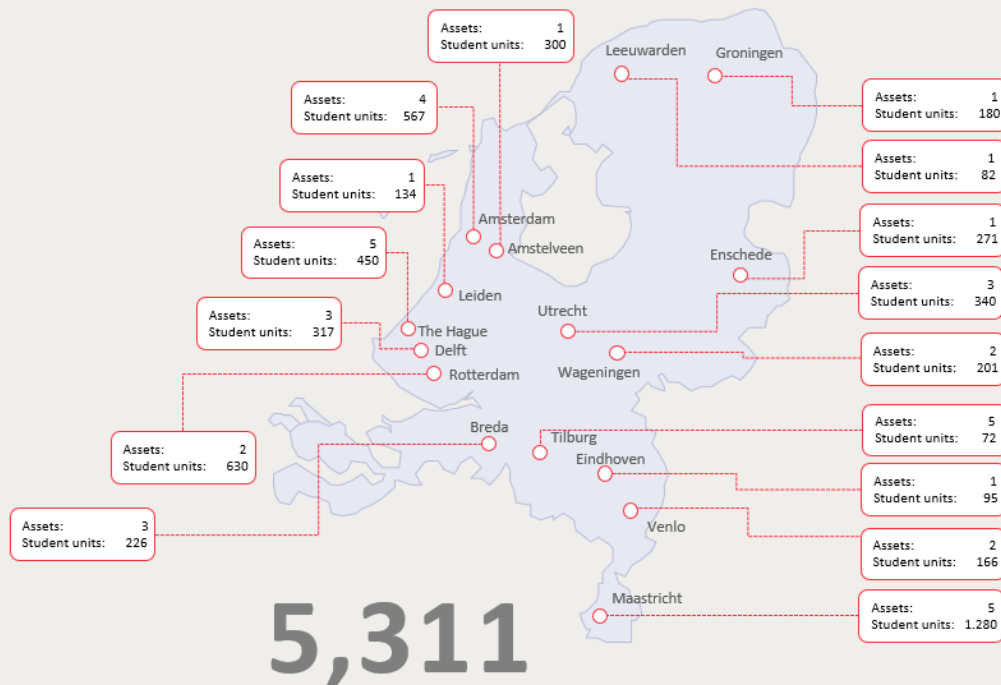 Assets: 1
Student units: 300
Leeuwarden
Groningen
Assets: 4
Student units: 567
Assets: 1
Student units: 180
Assets: 1
Student units: 134
Assets: 1
Student units: 82
Amsterdam
Amstelveen
Assets: 5
Student units: 450
Assets: 1
Student units: 271
Enschede
Leiden
Assets: 3
Student units: 340
Utrecht
Assets: 3
Student units: 317
The Hague
Delft
Rotterdam
Wageningen
Assets: 2
Student units: 201
Breda
Tilburg
Eindhoven
Assets: 5
Student units: 72
Assets: 2
Student units: 630
Assets: 1
Student units: 95
Assets: 3
Student units: 226
Venlo
Assets: 2
Student units: 166
Maastricht
Assets: 5
Student units: 1.280
5,311